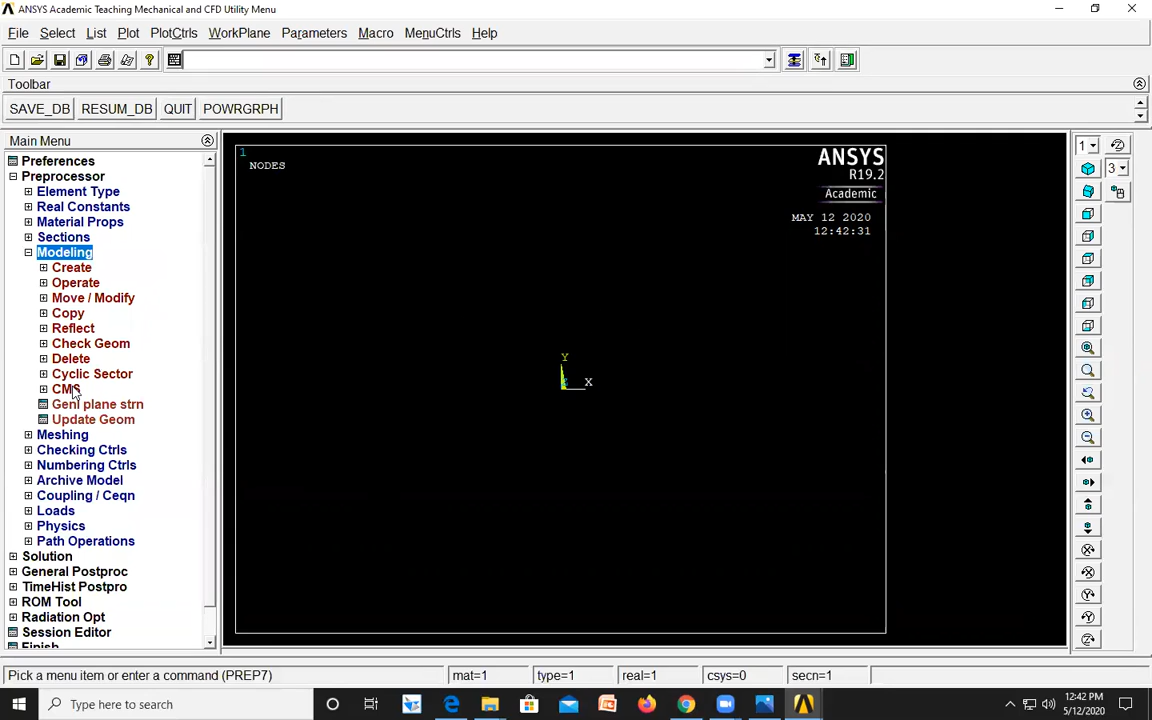 ANSYS Academic Teaching Mechanical and CFD Utility Menu
File Select List Plot PlotCtrls WorkPlane Parameters Macro MenuCtrls Help
Toolbar
SAVE_DB RESUM_DB QUIT POWRGRPH
Main Menu
Preferences
Preprocessor
Element Type
Real Constants
Material Props
Sections
Modeling
Create
Operate
Move / Modify
Copy
Reflect
Check Geom
Delete
Cyclic Sector
CMS
Genl plane strn
Update Geom
Meshing
Checking Ctrls
Numbering Ctrls
Archive Model
Coupling / Ceqn
Loads
Physics
Path Operations
Solution
General Postproc
TimeHist Postpro
ROM Tool
Radiation Opt
Session Editor
Finish
1
NODES
ANSYS
R19.2
Academic
MAY 12 2020
12:42:31
Y
X
1
3
Pick a menu item or enter a command (PREP7) mat=1 type=1 real=1 csys=0 secn=1
Type here to search
12:42 PM
5/12/2020